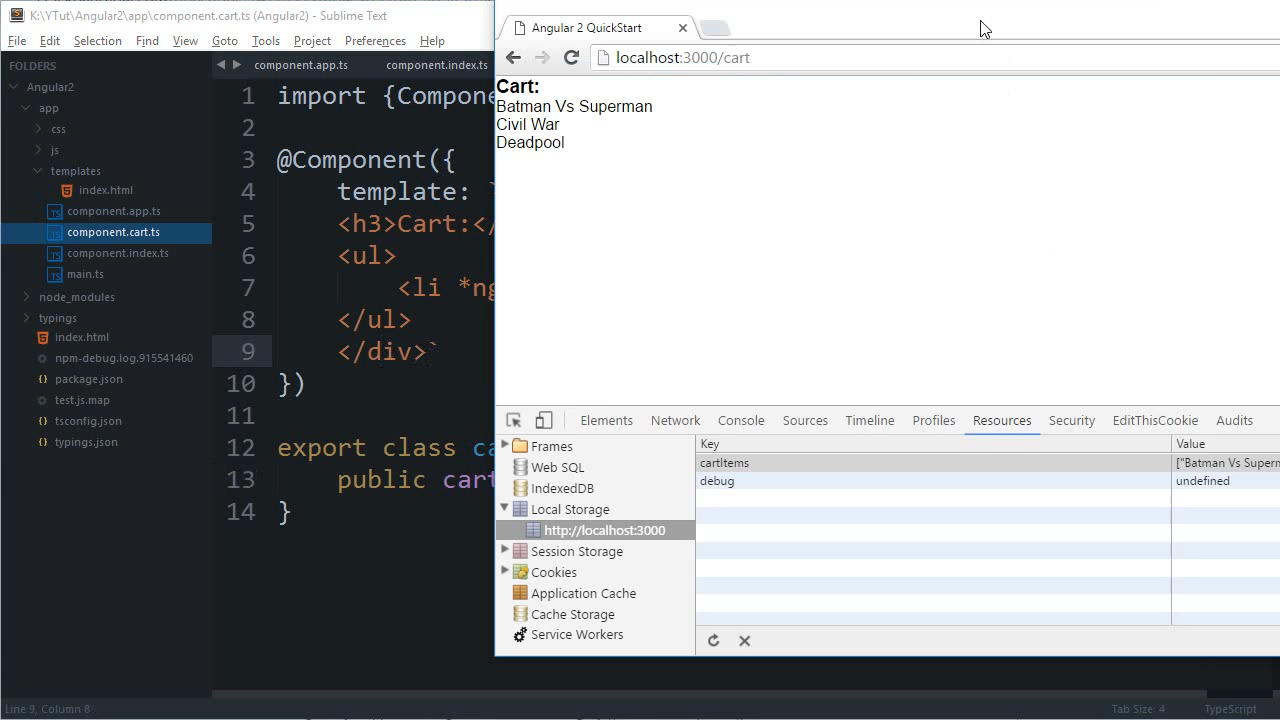 K:\YTut\Angular2\app\component.cart.ts (Angular2) - Sublime Text
File Edit Selection Find View Goto Tools Project Preferences Help
FOLDERS
Angular2
app
css
js
templates
index.html
component.app.ts
component.cart.ts
component.index.ts
main.ts
node_modules
typings
index.html
npm-debug.log.915541460
package.json
test.js.map
tsconfig.json
typings.json
component.app.ts component.index.ts
1 import {Compone
2
3 @Component({
4 template: `
5 <h3>Cart:</
6 <ul>
7 <li *ng
8 </ul>
9 </div>`
10 })
11
12 export class ca
13 public cart
14 }
Line 9, Column 8
Tab Size: 4 TypeScript
Angular 2 QuickStart
localhost:3000/cart
Cart:
Batman Vs Superman
Civil War
Deadpool
Elements Network Console Sources Timeline Profiles Resources Security EditThisCookie Audits
Frames
Web SQL
IndexedDB
Local Storage
http://localhost:3000
Session Storage
Cookies
Application Cache
Cache Storage
Service Workers
Key Value
cartItems ["Batman Vs Superm
debug undefined